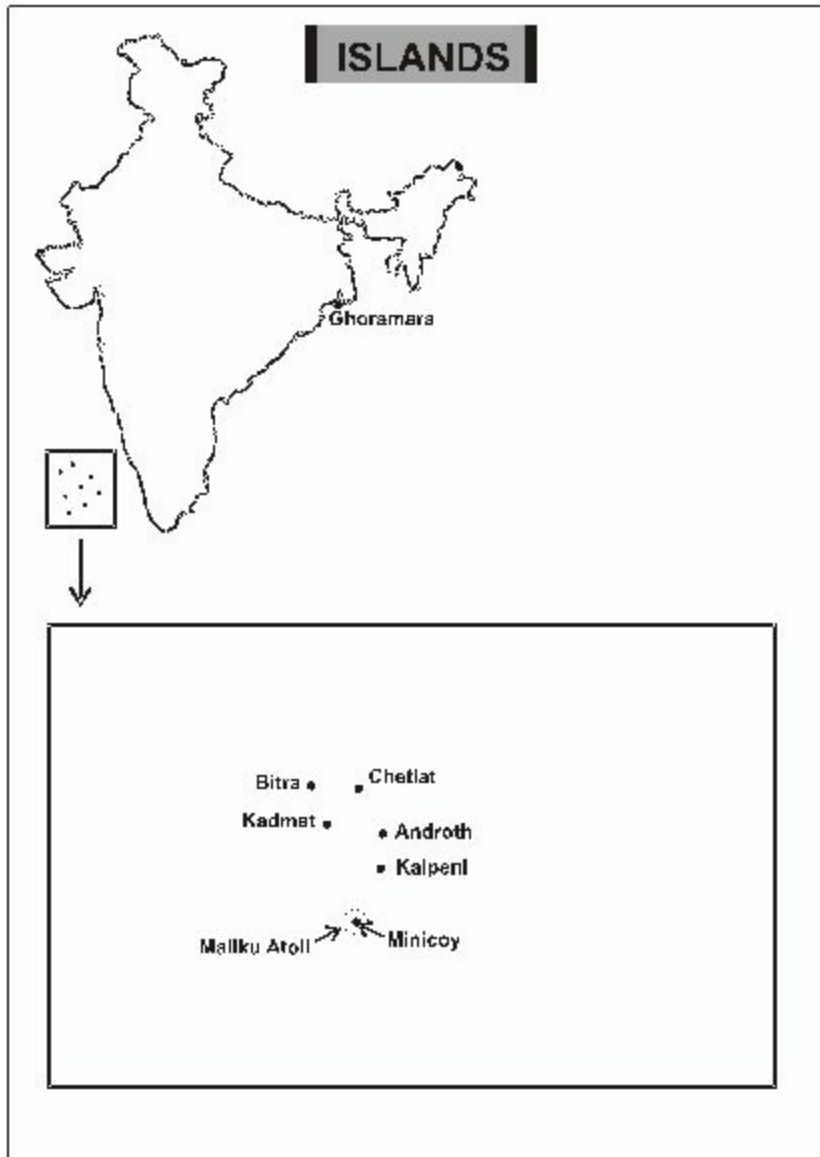 ISLANDS
Ghoramara
Bitra
Chetlat
Kadmat
Androth
Kalpeni
Maliku Atoll
Minicoy